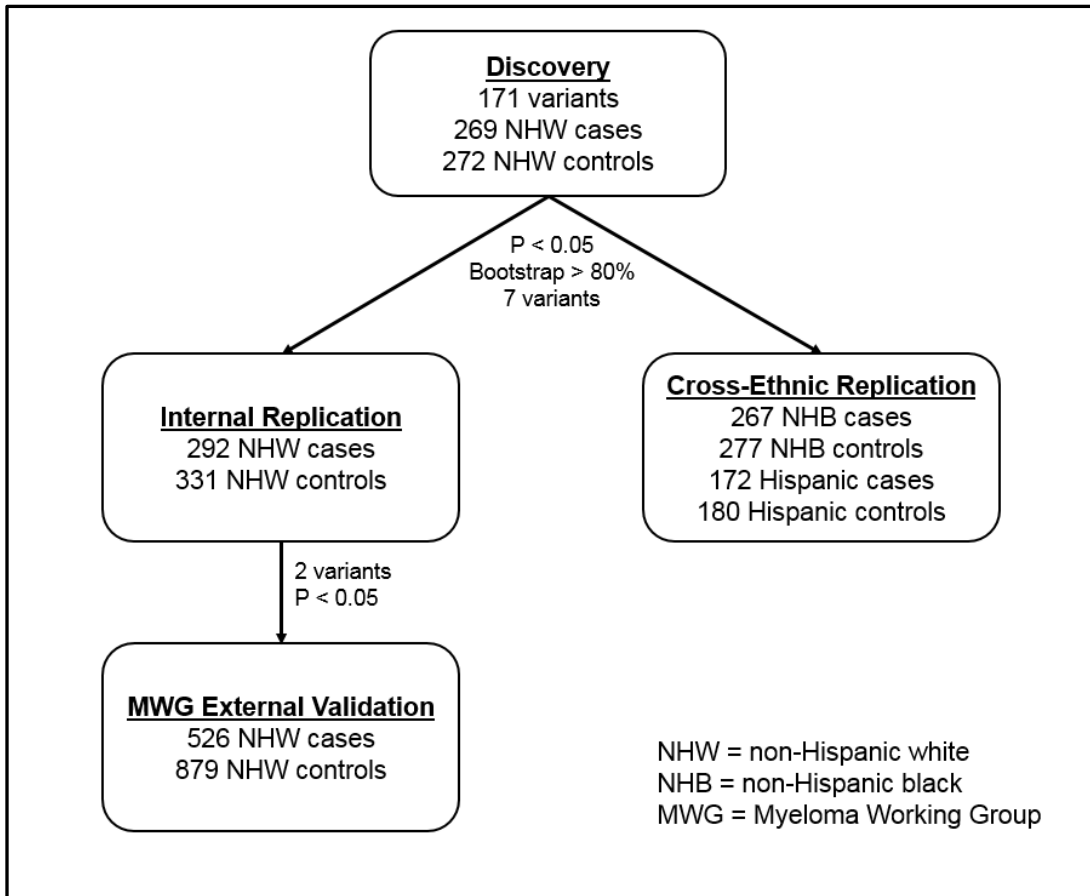 Discovery
171 variants
269 NHW cases
272 NHW controls
P < 0.05
Bootstrap > 80%
7 variants
Internal Replication
292 NHW cases
331 NHW controls
Cross-Ethnic Replication
267 NHB cases
277 NHB controls
172 Hispanic cases
180 Hispanic controls
2 variants
P < 0.05
MWG External Validation
526 NHW cases
879 NHW controls
NHW = non-Hispanic white
NHB = non-Hispanic black
MWG = Myeloma Working Group